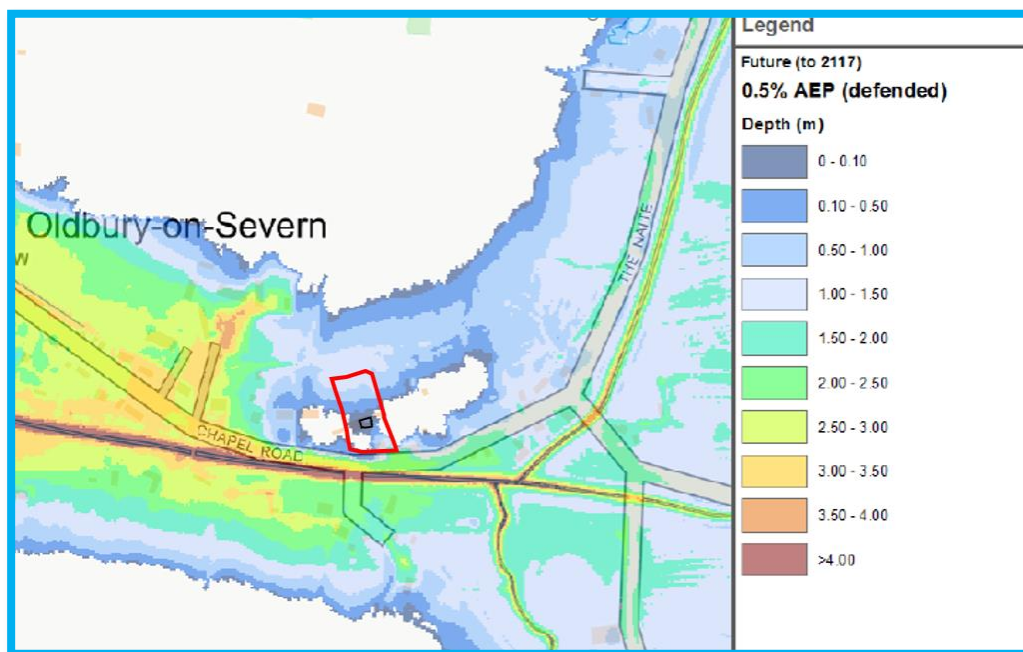 Legend
Future (to 2117)
0.5% AEP (defended)
Depth (m)
0 - 0.10
0.10 - 0.50
0.50 - 1.00
1.00 - 1.50
1.50 - 2.00
2.00 - 2.50
2.50 - 3.00
3.00 - 3.50
3.50 - 4.00
>4.00
Oldbury-on-Severn
W
THE NAITE
CHAPEL ROAD